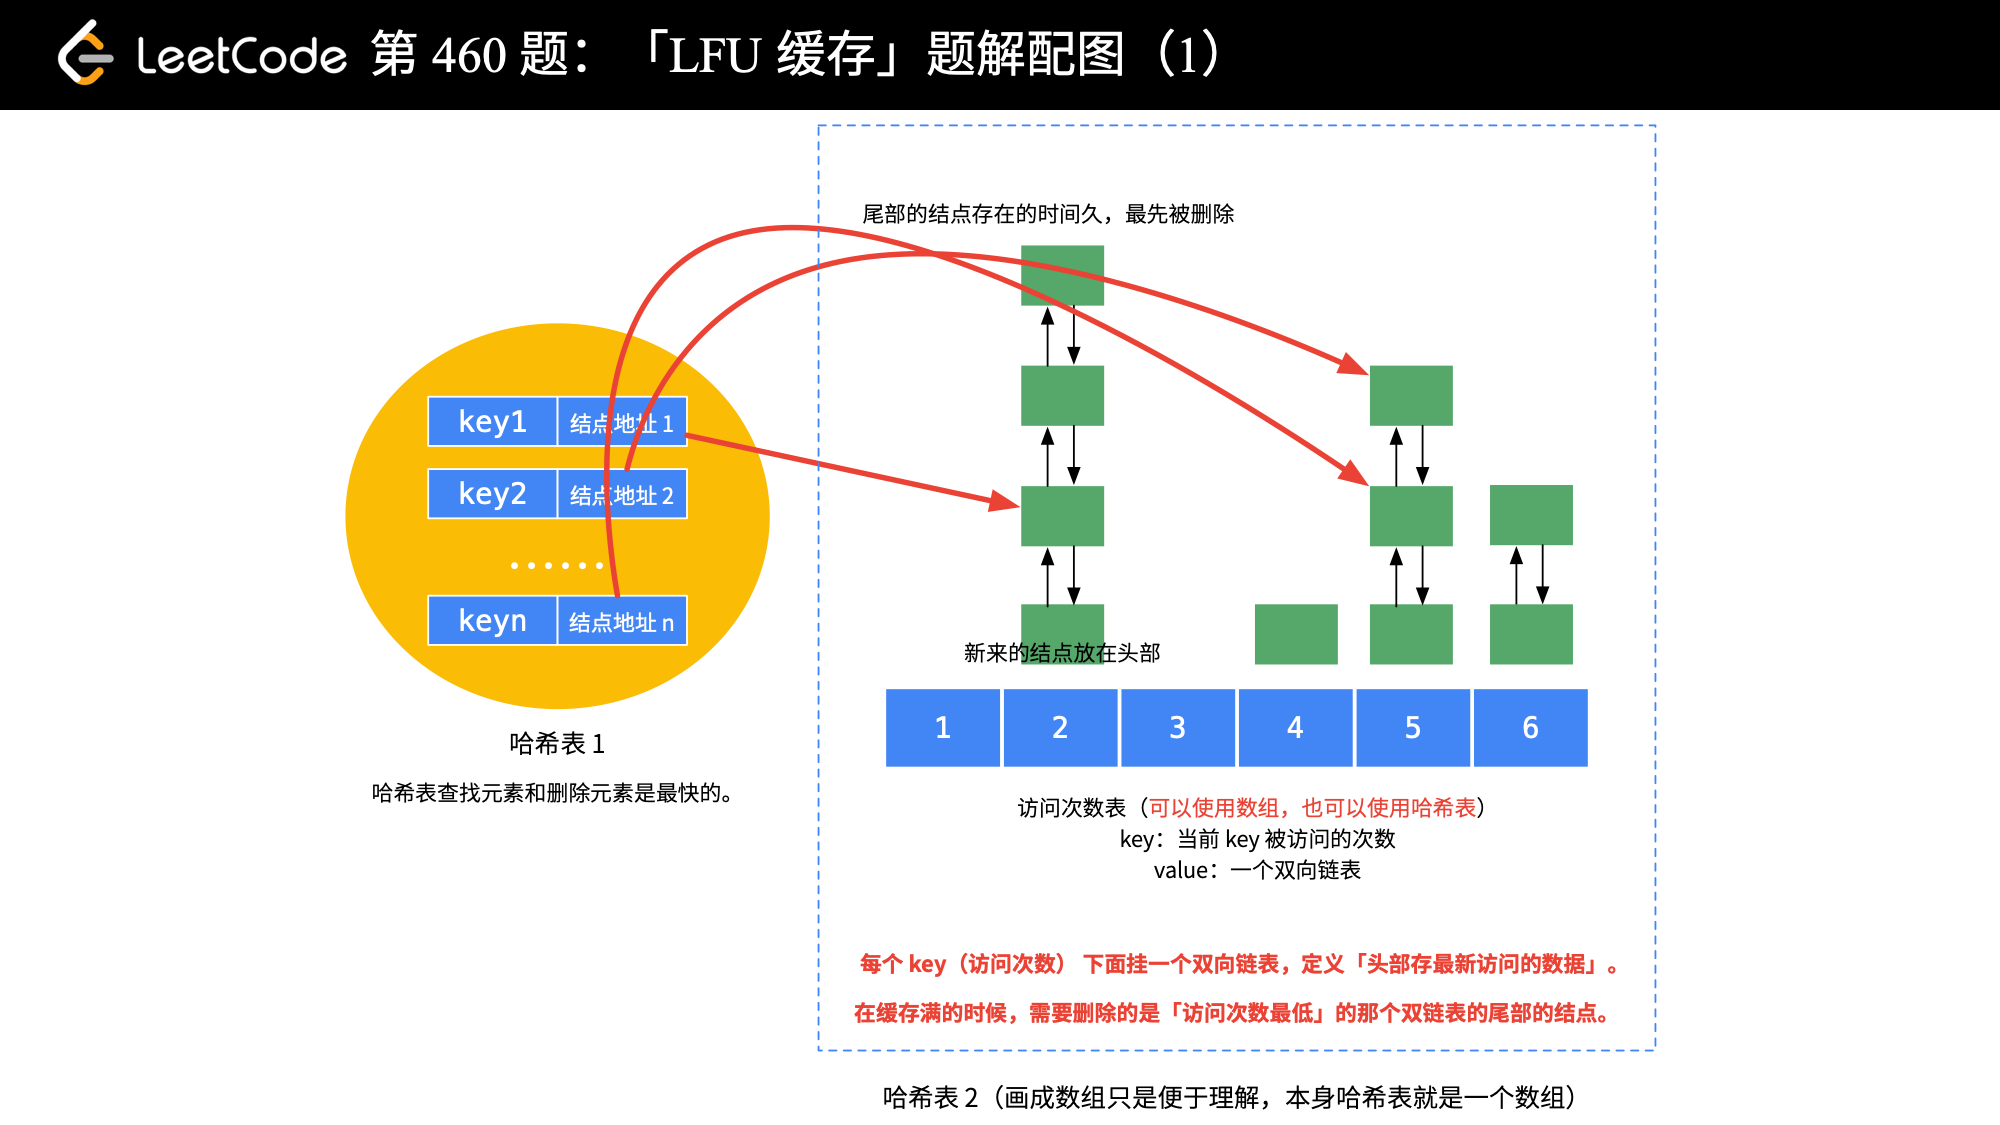 LeetCode 第 460 题：「LFU 缓存」题解配图（1）
尾部的结点存在的时间久，最先被删除
key1 结点地址 1
key2 结点地址 2
......
keyn 结点地址 n
哈希表 1
哈希表查找元素和删除元素是最快的。
新来的结点放在头部
1 2 3 4 5 6
访问次数表（可以使用数组，也可以使用哈希表）
key：当前 key 被访问的次数
value：一个双向链表
每个 key（访问次数） 下面挂一个双向链表，定义「头部存最新访问的数据」。
在缓存满的时候，需要删除的是「访问次数最低」的那个双链表的尾部的结点。
哈希表 2（画成数组只是便于理解，本身哈希表就是一个数组）